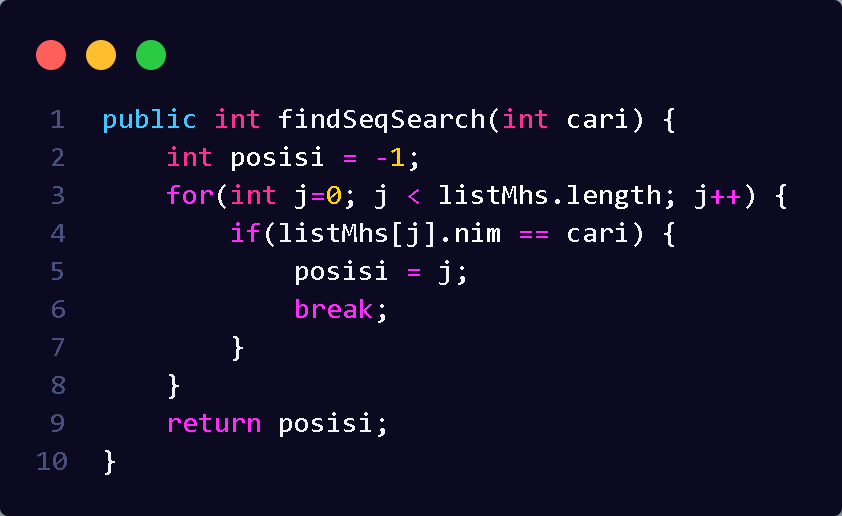 1 public int findSeqSearch(int cari) {
2     int posisi = -1;
3     for(int j=0; j < listMhs.length; j++) {
4         if(listMhs[j].nim == cari) {
5             posisi = j;
6             break;
7         }
8     }
9     return posisi;
10 }